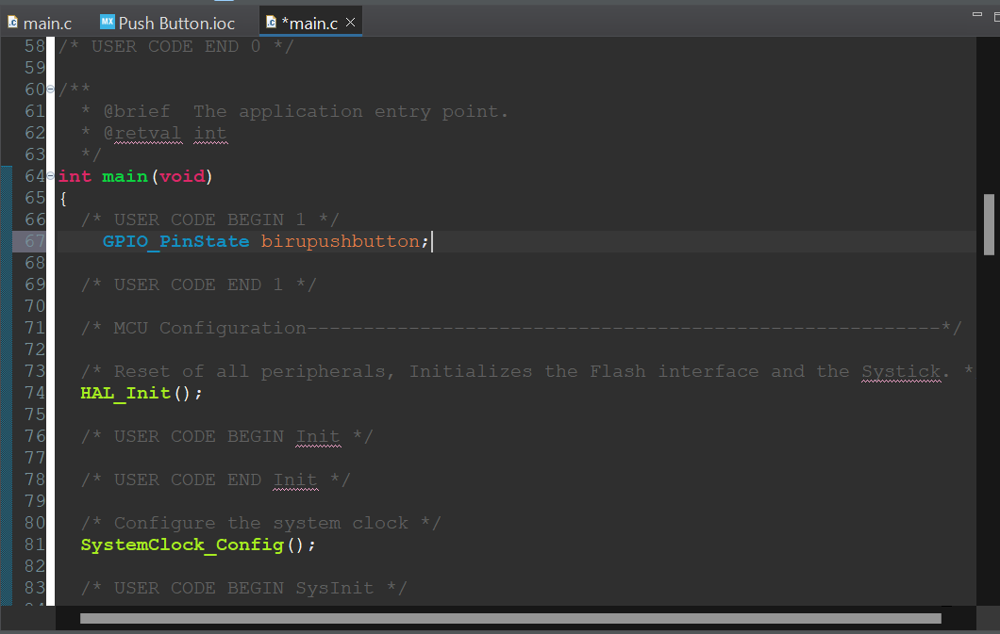 main.c
Push Button.ioc
*main.c
58 /* USER CODE END 0 */
59
60 /**
61 * @brief  The application entry point.
62 * @retval int
63 */
64 int main(void)
65 {
66 /* USER CODE BEGIN 1 */
67 GPIO_PinState birupushbutton;
68
69 /* USER CODE END 1 */
70
71 /* MCU Configuration--------------------------------------------------------*/
72
73 /* Reset of all peripherals, Initializes the Flash interface and the Systick. *
74 HAL_Init();
75
76 /* USER CODE BEGIN Init */
77
78 /* USER CODE END Init */
79
80 /* Configure the system clock */
81 SystemClock_Config();
82
83 /* USER CODE BEGIN SysInit */